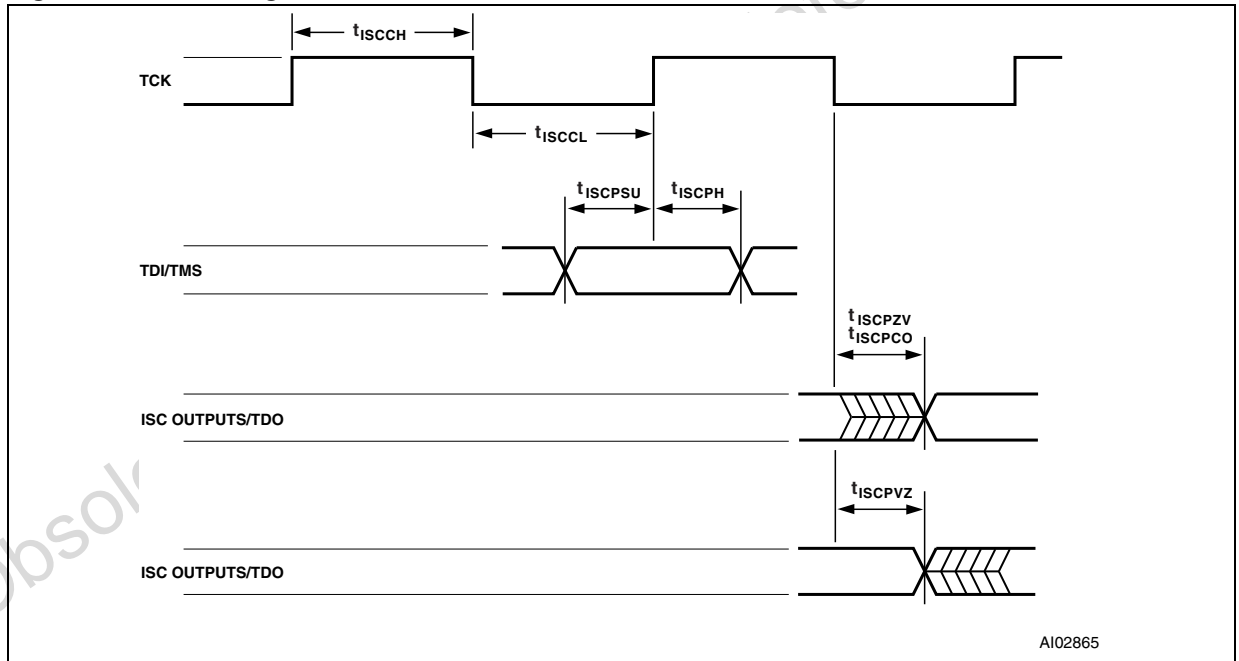 tISCCH
TCK
tISCCL
tISCPSU
tISCPH
TDI/TMS
tISCPZV
tISCPCO
ISC OUTPUTS/TDO
tISCPVZ
ISC OUTPUTS/TDO
AI02865